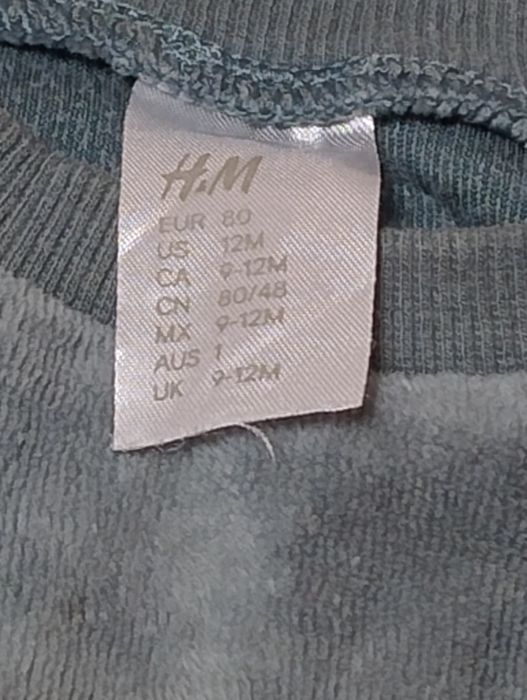 H&M
EUR 80
US 12M
CA 9-12M
CN 80/48
MX 9-12M
AUS 1
UK 9-12M